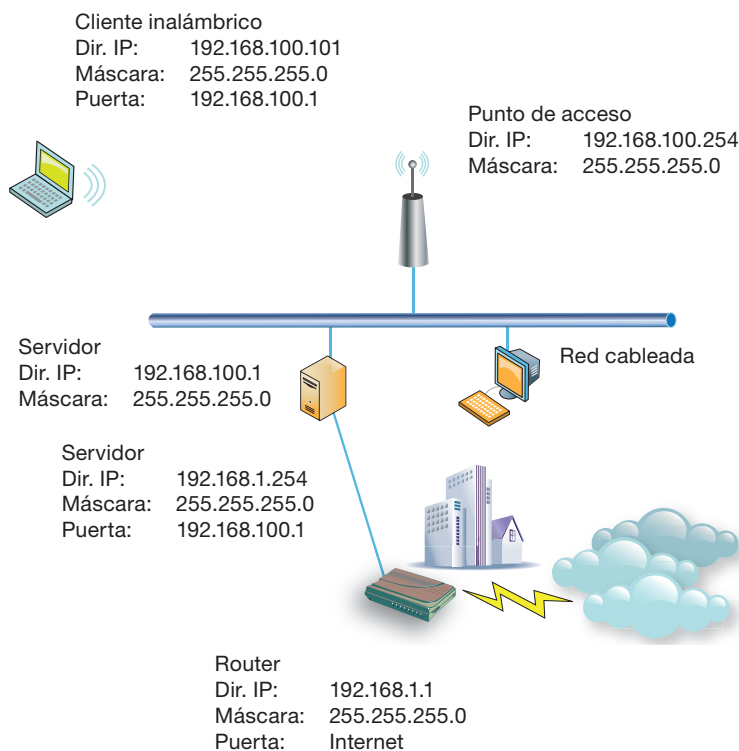 Cliente inalámbrico
Dir. IP: 192.168.100.101
Máscara: 255.255.255.0
Puerta: 192.168.100.1
Punto de acceso
Dir. IP: 192.168.100.254
Máscara: 255.255.255.0
Servidor
Dir. IP: 192.168.100.1
Máscara: 255.255.255.0
Red cableada
Servidor
Dir. IP: 192.168.1.254
Máscara: 255.255.255.0
Puerta: 192.168.100.1
Router
Dir. IP: 192.168.1.1
Máscara: 255.255.255.0
Puerta: Internet